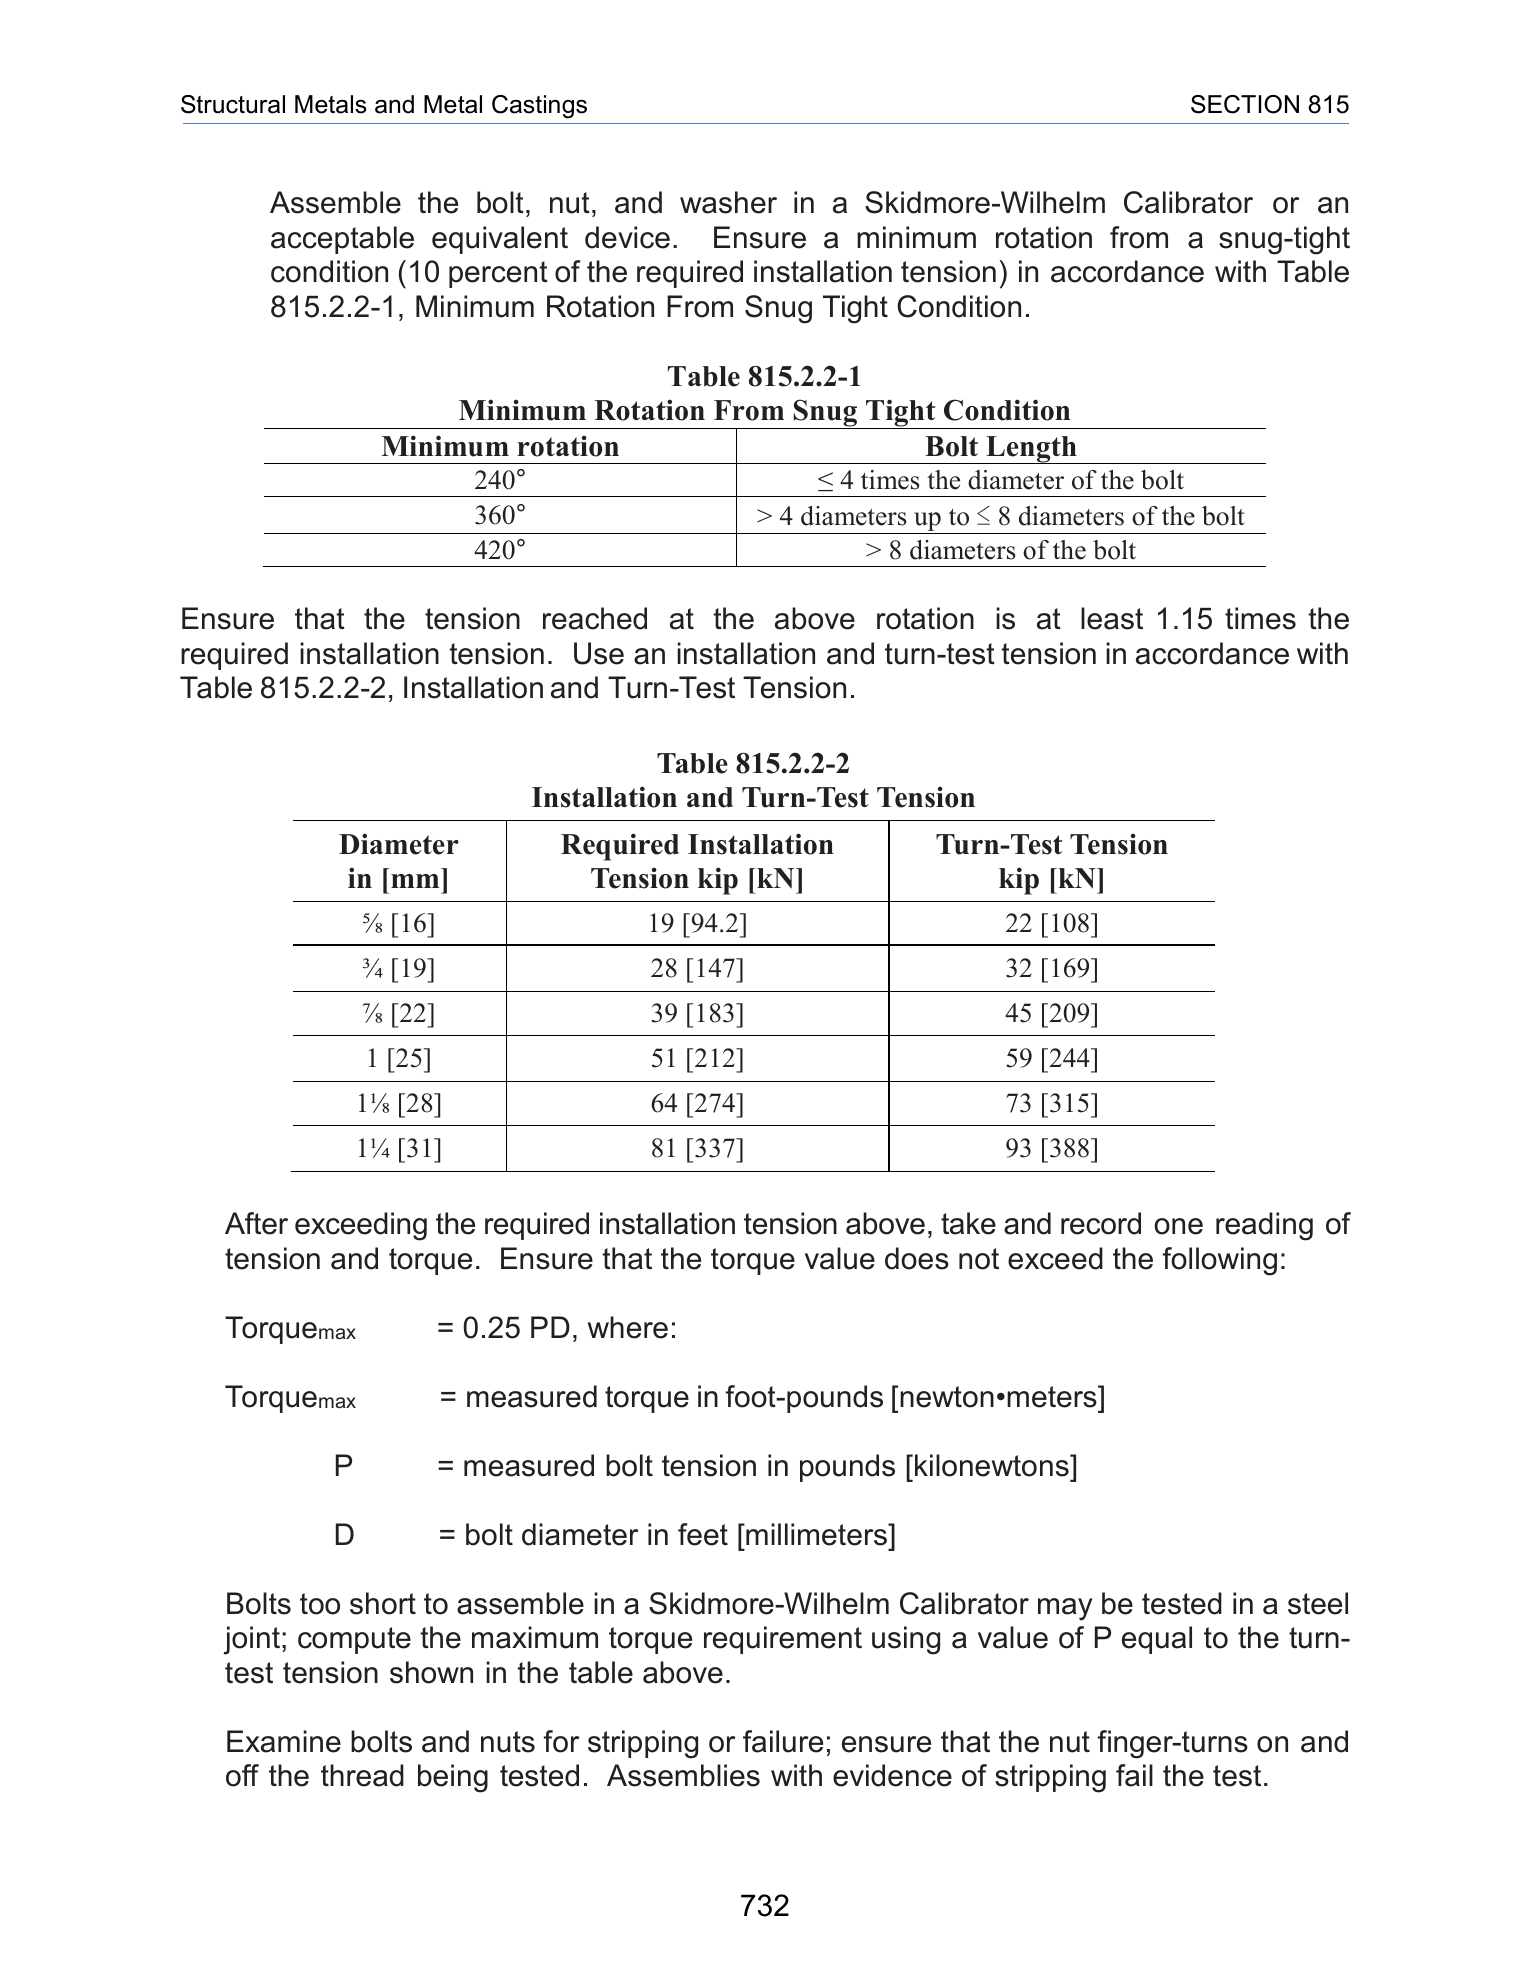 Structural Metals and Metal Castings SECTION 815
Assemble the bolt, nut, and washer in a Skidmore-Wilhelm Calibrator or an
acceptable equivalent device. Ensure a minimum rotation from a snug-tight
condition (10 percent of the required installation tension) in accordance with Table
815.2.2-1, Minimum Rotation From Snug Tight Condition.
Table 815.2.2-1
Minimum Rotation From Snug Tight Condition
Minimum rotation Bolt Length
240° ≤ 4 times the diameter of the bolt
360° > 4 diameters up to ≤ 8 diameters of the bolt
420° > 8 diameters of the bolt
Ensure that the tension reached at the above rotation is at least 1.15 times the
required installation tension. Use an installation and turn-test tension in accordance with
Table 815.2.2-2, Installation and Turn-Test Tension.
Table 815.2.2-2
Installation and Turn-Test Tension
Diameter Required Installation Turn-Test Tension
in [mm] Tension kip [kN] kip [kN]
⅝ [16] 19 [94.2] 22 [108]
¾ [19] 28 [147] 32 [169]
⅞ [22] 39 [183] 45 [209]
1 [25] 51 [212] 59 [244]
1⅛ [28] 64 [274] 73 [315]
1¼ [31] 81 [337] 93 [388]
After exceeding the required installation tension above, take and record one reading of
tension and torque. Ensure that the torque value does not exceed the following:
Torquemax = 0.25 PD, where:
Torquemax = measured torque in foot-pounds [newton•meters]
P = measured bolt tension in pounds [kilonewtons]
D = bolt diameter in feet [millimeters]
Bolts too short to assemble in a Skidmore-Wilhelm Calibrator may be tested in a steel
joint; compute the maximum torque requirement using a value of P equal to the turn-
test tension shown in the table above.
Examine bolts and nuts for stripping or failure; ensure that the nut finger-turns on and
off the thread being tested. Assemblies with evidence of stripping fail the test.
732